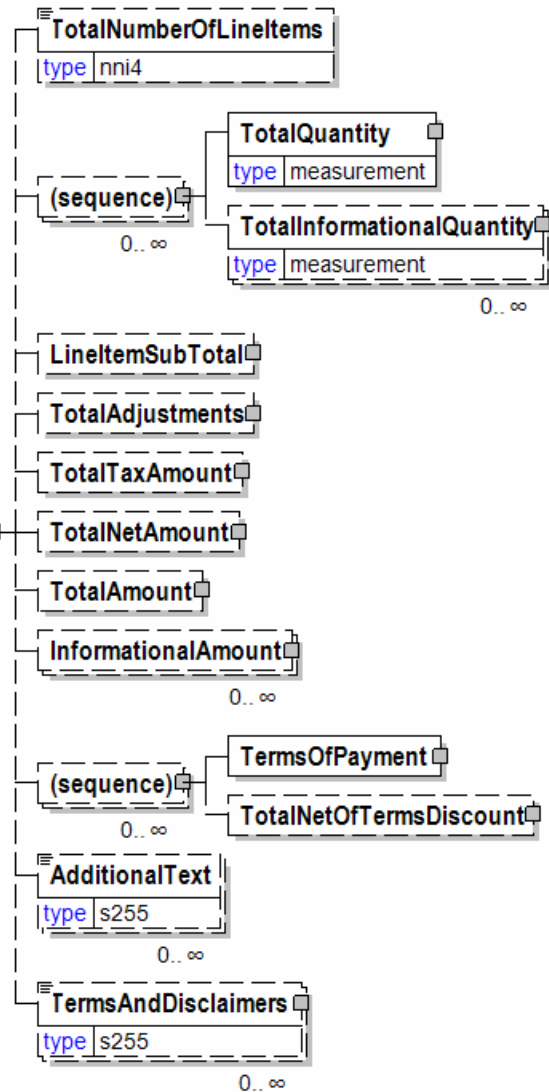 TotalNumberOfLineItems
type nni4
TotalQuantity
type measurement
(sequence)
0.. ∞
TotalInformationalQuantity
type measurement
0.. ∞
LineItemSubTotal
TotalAdjustments
TotalTaxAmount
TotalNetAmount
TotalAmount
InformationalAmount
0.. ∞
TermsOfPayment
(sequence)
0.. ∞
TotalNetOfTermsDiscount
AdditionalText
type s255
0.. ∞
TermsAndDisclaimers
type s255
0.. ∞